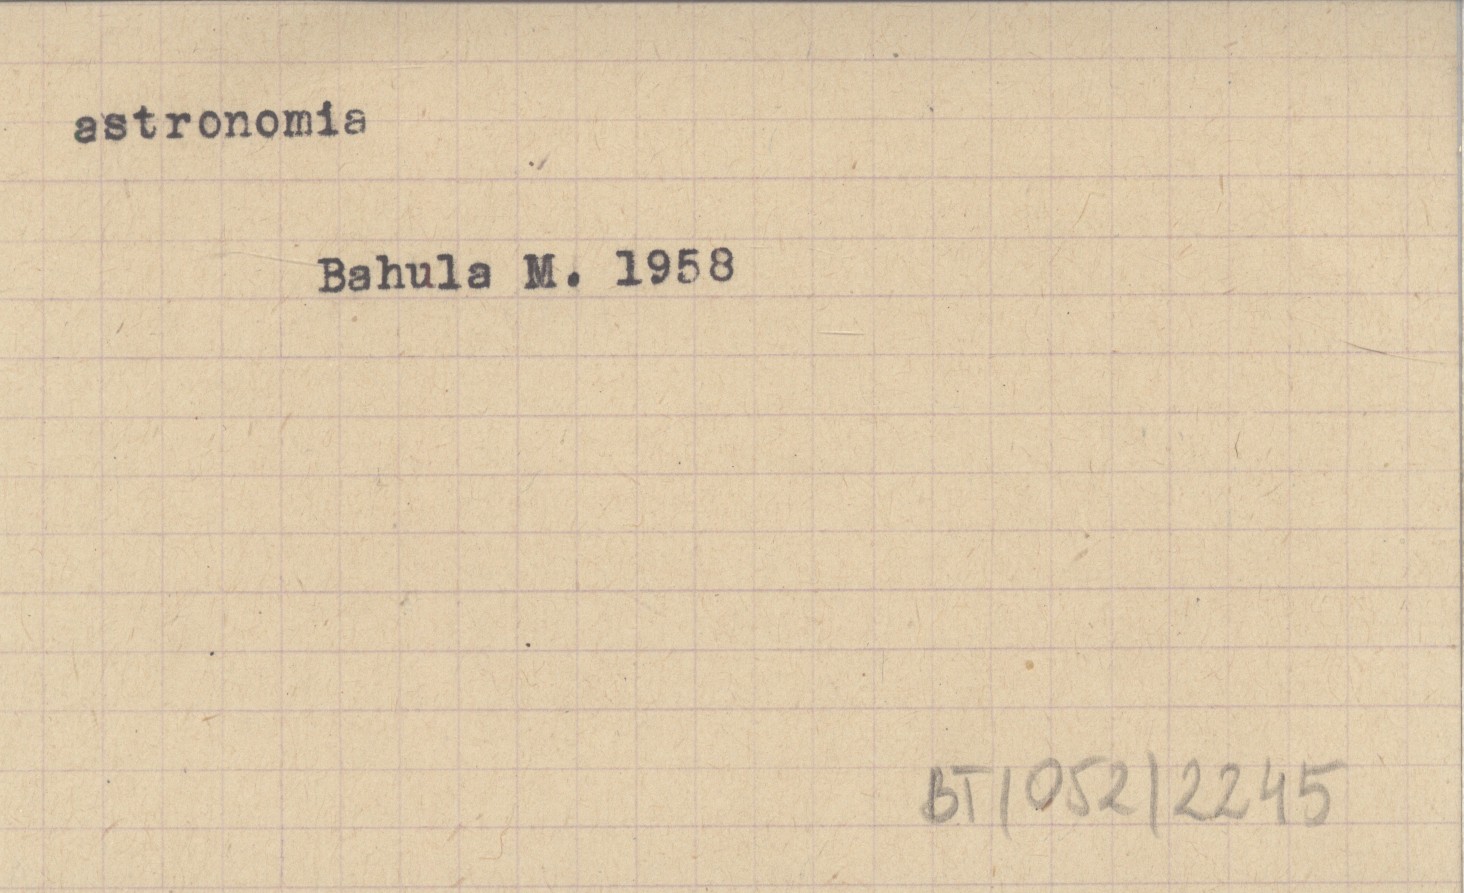 astronomia
Bahula M. 1958
BT/052/2245